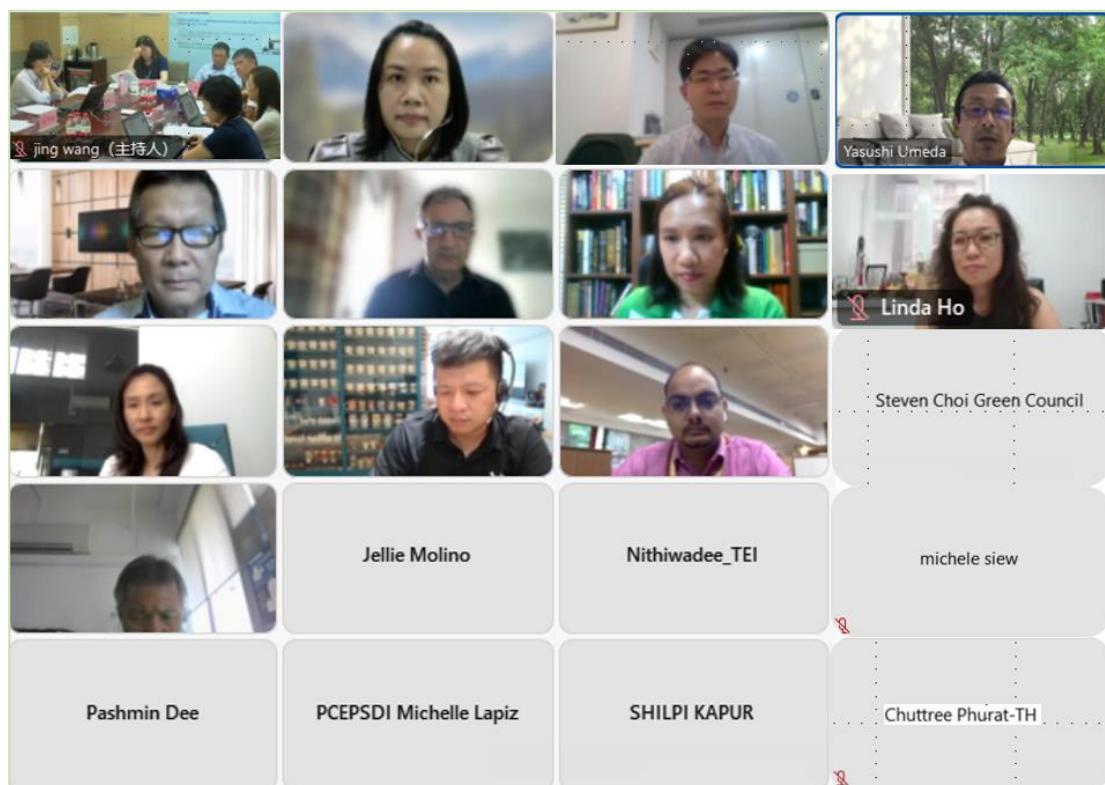 jing wang（主持人）
Yasushi Umeda
Linda Ho
Steven Choi Green Council
Jellie Molino
Nithiwadee_TEI
michele siew
Pashmin Dee
PCEPSDI Michelle Lapiz
SHILPI KAPUR
Chuttree Phurat-TH